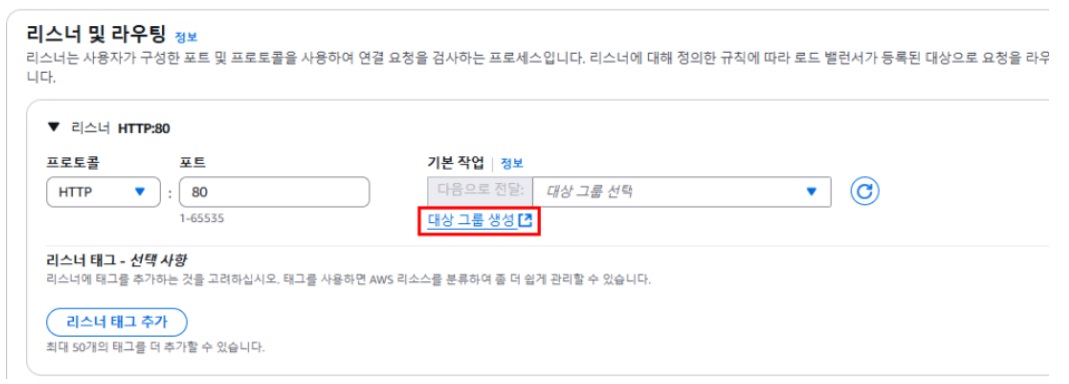 리스너 및 라우팅 정보
리스너는 사용자가 구성한 포트 및 프로토콜을 사용하여 연결 요청을 검사하는 프로세스입니다. 리스너에 대해 정의한 규칙에 따라 로드 밸런서가 등록된 대상으로 요청을 라우
니다.
▼ 리스너 HTTP:80
프로토콜 포트 기본 작업 | 정보
HTTP ▼ : 80 다음으로 전달: 대상 그룹 선택 ▼
1-65535 대상 그룹 생성
리스너 태그 - 선택 사항
리스너에 태그를 추가하는 것을 고려하십시오. 태그를 사용하면 AWS 리소스를 분류하여 좀 더 쉽게 관리할 수 있습니다.
리스너 태그 추가
최대 50개의 태그를 더 추가할 수 있습니다.